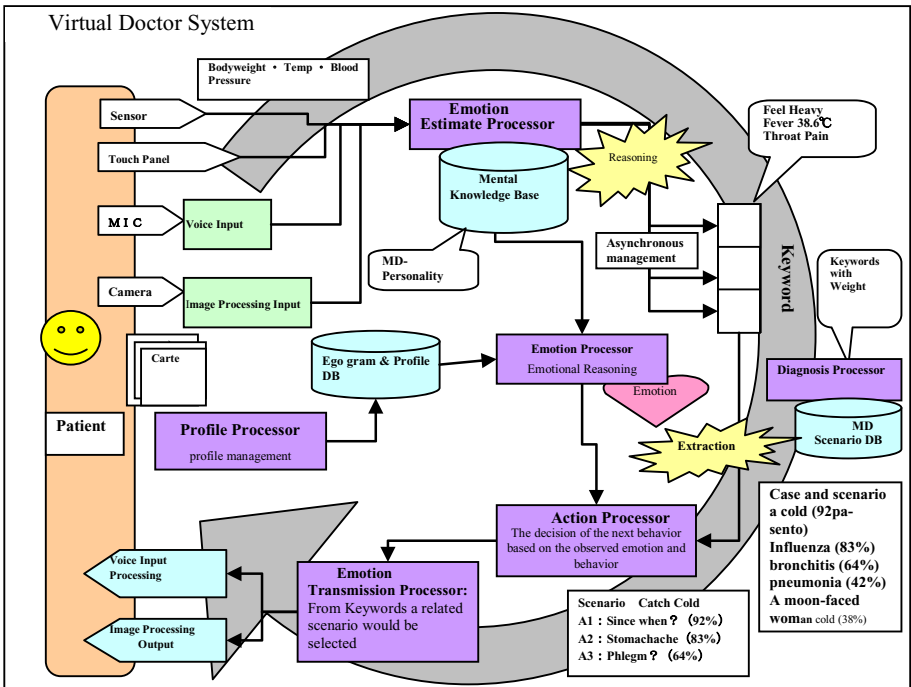 Virtual Doctor System
Bodyweight・Temp・Blood
Pressure
Sensor
Touch Panel
MIC
Camera
Voice Input
Image Processing Input
Emotion
Estimate Processor
Mental
Knowledge Base
MD-
Personality
Reasoning
Feel Heavy
Fever 38.6℃
Throat Pain
Asynchronous
management
Keyword
Keywords
with
Weight
Carte
Patient
Ego gram & Profile
DB
Emotion Processor
Emotional Reasoning
Emotion
Diagnosis Processor
MD
Scenario DB
Profile Processor
profile management
Extraction
Action Processor
The decision of the next behavior
based on the observed emotion and
behavior
Case and scenario
a cold (92pa-
sento)
Influenza (83%)
bronchitis (64%)
pneumonia (42%)
A moon-faced
woman cold (38%)
Voice Input
Processing
Image Processing
Output
Emotion
Transmission Processor:
From Keywords a related
scenario would be
selected
Scenario Catch Cold
A1：Since when？（92%）
A2：Stomachache（83%）
A3：Phlegm？（64%）